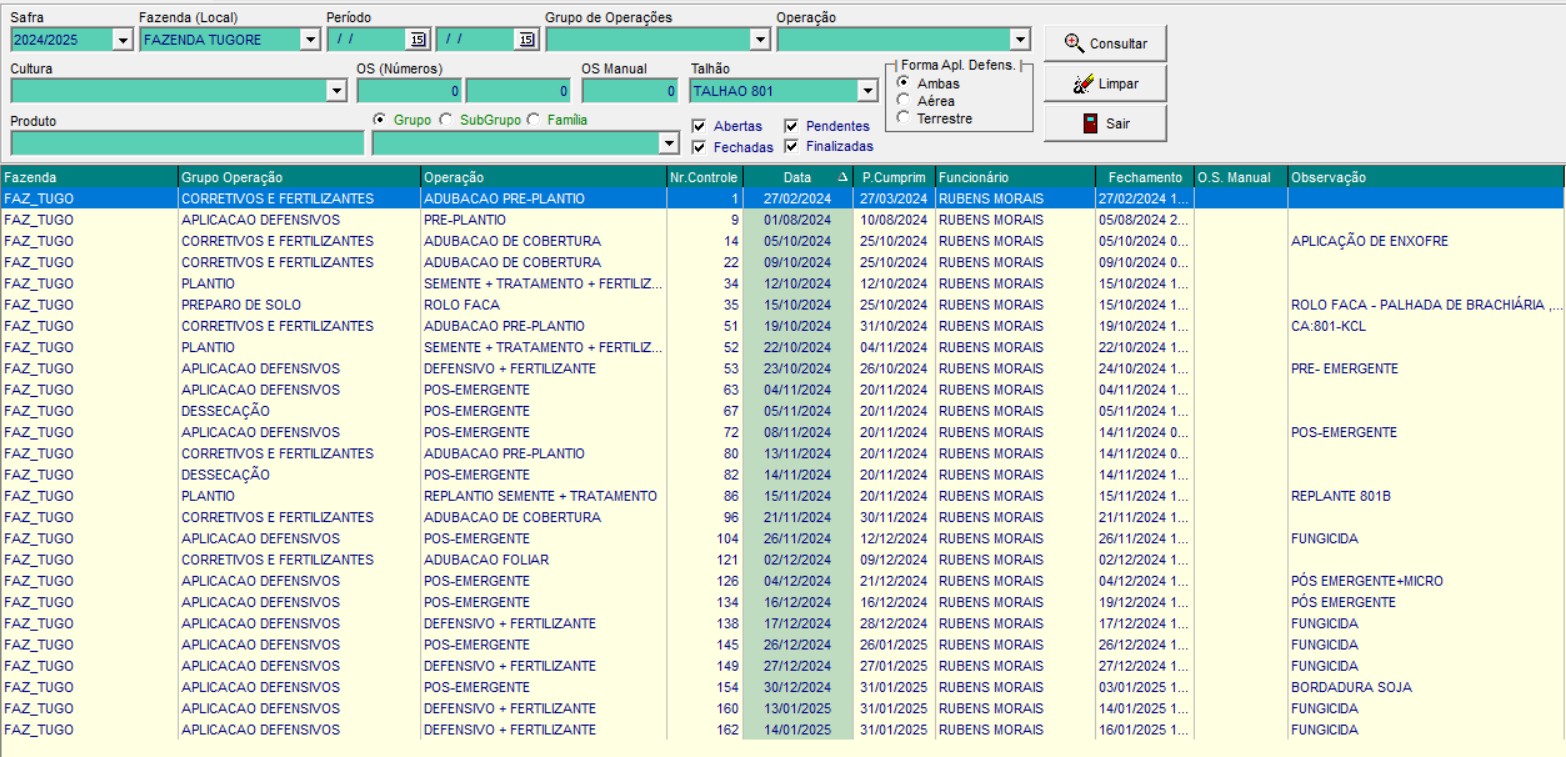 Safra Fazenda (Local) Período Grupo de Operações Operação
2024/2025 FAZENDA TUGORE / / 15 / / 15 Consultar
Cultura OS (Números) OS Manual Talhão Forma Apl. Defens.
0 0 0 TALHAO 801 Ambas Limpar
Aérea
Produto Grupo SubGrupo Família Terrestre Sair
Abertas Pendentes
Fechadas Finalizadas
Fazenda Grupo Operação Operação Nr.Controle Data P.Cumprim Funcionário Fechamento O.S. Manual Observação
FAZ_TUGO CORRETIVOS E FERTILIZANTES ADUBACAO PRE-PLANTIO 1 27/02/2024 27/03/2024 RUBENS MORAIS 27/02/2024 1...
FAZ_TUGO APLICACAO DEFENSIVOS PRE-PLANTIO 9 01/08/2024 10/08/2024 RUBENS MORAIS 05/08/2024 2...
FAZ_TUGO CORRETIVOS E FERTILIZANTES ADUBACAO DE COBERTURA 14 05/10/2024 25/10/2024 RUBENS MORAIS 05/10/2024 0... APLICAÇÃO DE ENXOFRE
FAZ_TUGO CORRETIVOS E FERTILIZANTES ADUBACAO DE COBERTURA 22 09/10/2024 25/10/2024 RUBENS MORAIS 09/10/2024 0...
FAZ_TUGO PLANTIO SEMENTE + TRATAMENTO + FERTILIZ... 34 12/10/2024 12/10/2024 RUBENS MORAIS 15/10/2024 1...
FAZ_TUGO PREPARO DE SOLO ROLO FACA 35 15/10/2024 25/10/2024 RUBENS MORAIS 15/10/2024 1... ROLO FACA - PALHADA DE BRACHIÁRIA ,...
FAZ_TUGO CORRETIVOS E FERTILIZANTES ADUBACAO PRE-PLANTIO 51 19/10/2024 31/10/2024 RUBENS MORAIS 19/10/2024 1... CA:801-KCL
FAZ_TUGO PLANTIO SEMENTE + TRATAMENTO + FERTILIZ... 52 22/10/2024 04/11/2024 RUBENS MORAIS 22/10/2024 1...
FAZ_TUGO APLICACAO DEFENSIVOS DEFENSIVO + FERTILIZANTE 53 23/10/2024 26/10/2024 RUBENS MORAIS 24/10/2024 1... PRE- EMERGENTE
FAZ_TUGO APLICACAO DEFENSIVOS POS-EMERGENTE 63 04/11/2024 20/11/2024 RUBENS MORAIS 04/11/2024 1...
FAZ_TUGO DESSECAÇÃO POS-EMERGENTE 67 05/11/2024 20/11/2024 RUBENS MORAIS 05/11/2024 1...
FAZ_TUGO APLICACAO DEFENSIVOS POS-EMERGENTE 72 08/11/2024 20/11/2024 RUBENS MORAIS 14/11/2024 0... POS-EMERGENTE
FAZ_TUGO CORRETIVOS E FERTILIZANTES ADUBACAO PRE-PLANTIO 80 13/11/2024 20/11/2024 RUBENS MORAIS 14/11/2024 0...
FAZ_TUGO DESSECAÇÃO POS-EMERGENTE 82 14/11/2024 20/11/2024 RUBENS MORAIS 14/11/2024 1...
FAZ_TUGO PLANTIO REPLANTIO SEMENTE + TRATAMENTO 86 15/11/2024 20/11/2024 RUBENS MORAIS 15/11/2024 1... REPLANTE 801B
FAZ_TUGO CORRETIVOS E FERTILIZANTES ADUBACAO DE COBERTURA 96 21/11/2024 30/11/2024 RUBENS MORAIS 21/11/2024 1...
FAZ_TUGO APLICACAO DEFENSIVOS POS-EMERGENTE 104 26/11/2024 12/12/2024 RUBENS MORAIS 26/11/2024 1... FUNGICIDA
FAZ_TUGO CORRETIVOS E FERTILIZANTES ADUBACAO FOLIAR 121 02/12/2024 09/12/2024 RUBENS MORAIS 02/12/2024 1...
FAZ_TUGO APLICACAO DEFENSIVOS POS-EMERGENTE 126 04/12/2024 21/12/2024 RUBENS MORAIS 04/12/2024 1... PÓS EMERGENTE+MICRO
FAZ_TUGO APLICACAO DEFENSIVOS POS-EMERGENTE 134 16/12/2024 16/12/2024 RUBENS MORAIS 19/12/2024 1... PÓS EMERGENTE
FAZ_TUGO APLICACAO DEFENSIVOS DEFENSIVO + FERTILIZANTE 138 17/12/2024 28/12/2024 RUBENS MORAIS 17/12/2024 1... FUNGICIDA
FAZ_TUGO APLICACAO DEFENSIVOS POS-EMERGENTE 145 26/12/2024 26/01/2025 RUBENS MORAIS 26/12/2024 1... FUNGICIDA
FAZ_TUGO APLICACAO DEFENSIVOS DEFENSIVO + FERTILIZANTE 149 27/12/2024 27/01/2025 RUBENS MORAIS 27/12/2024 1... FUNGICIDA
FAZ_TUGO APLICACAO DEFENSIVOS POS-EMERGENTE 154 30/12/2024 31/01/2025 RUBENS MORAIS 03/01/2025 1... BORDADURA SOJA
FAZ_TUGO APLICACAO DEFENSIVOS DEFENSIVO + FERTILIZANTE 160 13/01/2025 31/01/2025 RUBENS MORAIS 14/01/2025 1... FUNGICIDA
FAZ_TUGO APLICACAO DEFENSIVOS DEFENSIVO + FERTILIZANTE 162 14/01/2025 31/01/2025 RUBENS MORAIS 16/01/2025 1... FUNGICIDA